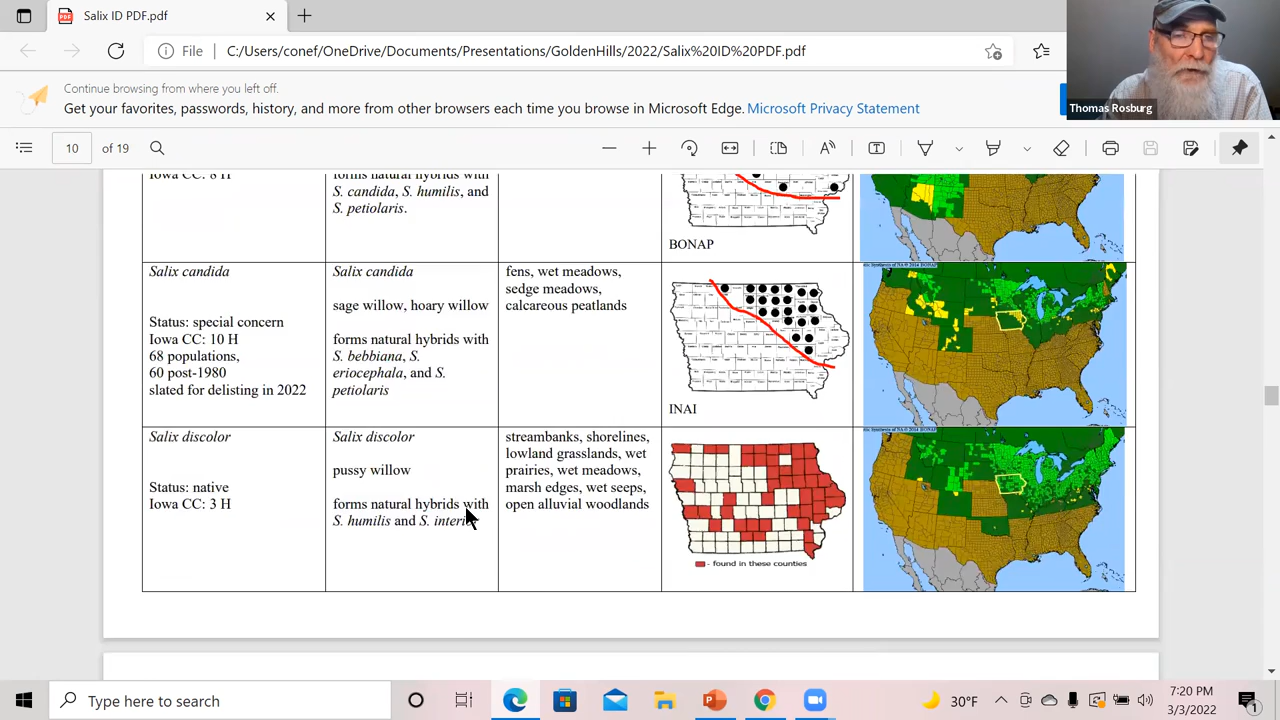 Salix ID PDF.pdf
File C:/Users/conef/OneDrive/Documents/Presentations/GoldenHills/2022/Salix%20ID%20PDF.pdf
Continue browsing from where you left off.
Get your favorites, passwords, history, and more from other browsers each time you browse in Microsoft Edge. Microsoft Privacy Statement
Thomas Rosburg
10 of 19
Iowa CC: 8 H
forms natural hybrids with
S. candida, S. humilis, and
S. petiolaris.
BONAP
Salix candida
Status: special concern
Iowa CC: 10 H
68 populations,
60 post-1980
slated for delisting in 2022
Salix candida
sage willow, hoary willow
forms natural hybrids with
S. bebbiana, S.
eriocephala, and S.
petiolaris
fens, wet meadows,
sedge meadows,
calcareous peatlands
INAI
Salix discolor
Status: native
Iowa CC: 3 H
Salix discolor
pussy willow
forms natural hybrids with
S. humilis and S.
streambanks, shorelines,
lowland grasslands, wet
prairies, wet meadows,
marsh edges, wet seeps,
open alluvial woodlands
- found in these counties
Type here to search
30°F
7:20 PM
3/3/2022
1